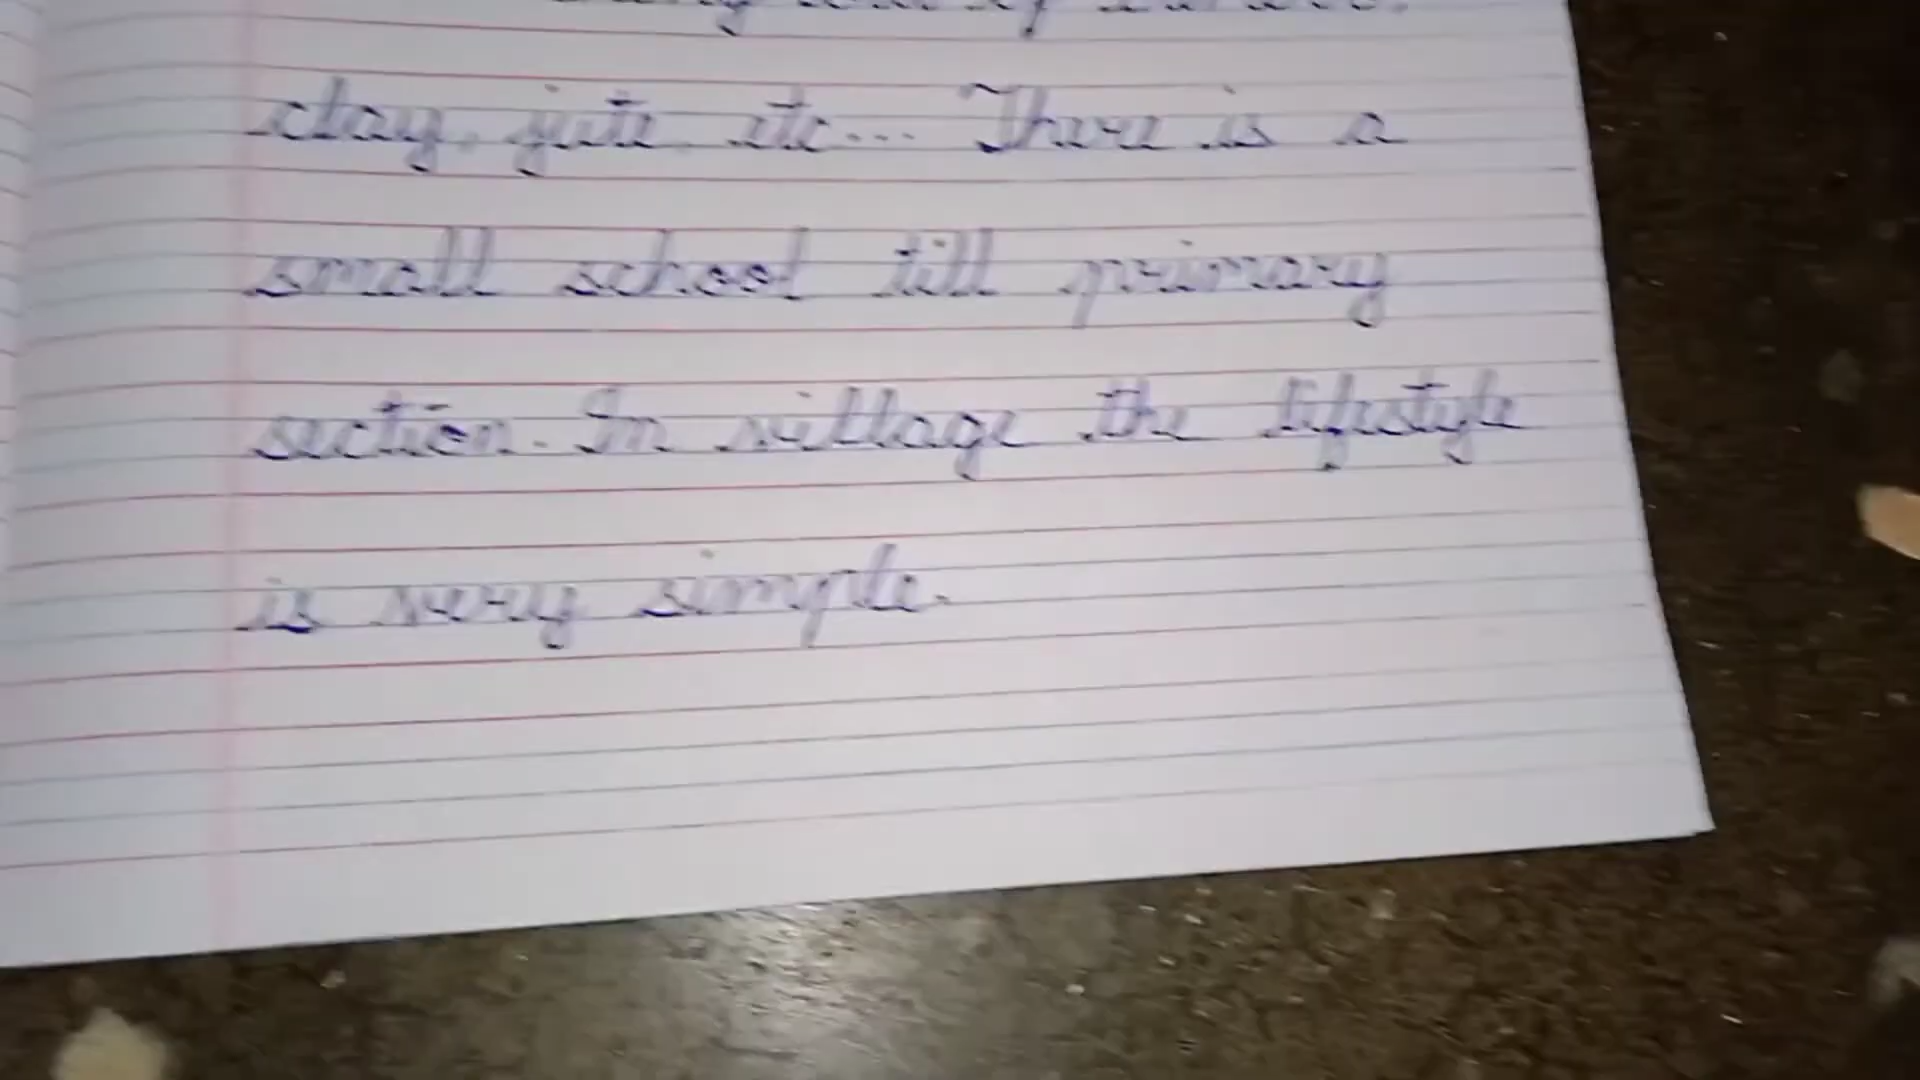 clay, jute, etc... There is a
small school till primary
section. In village the lifestyle
is very simple.